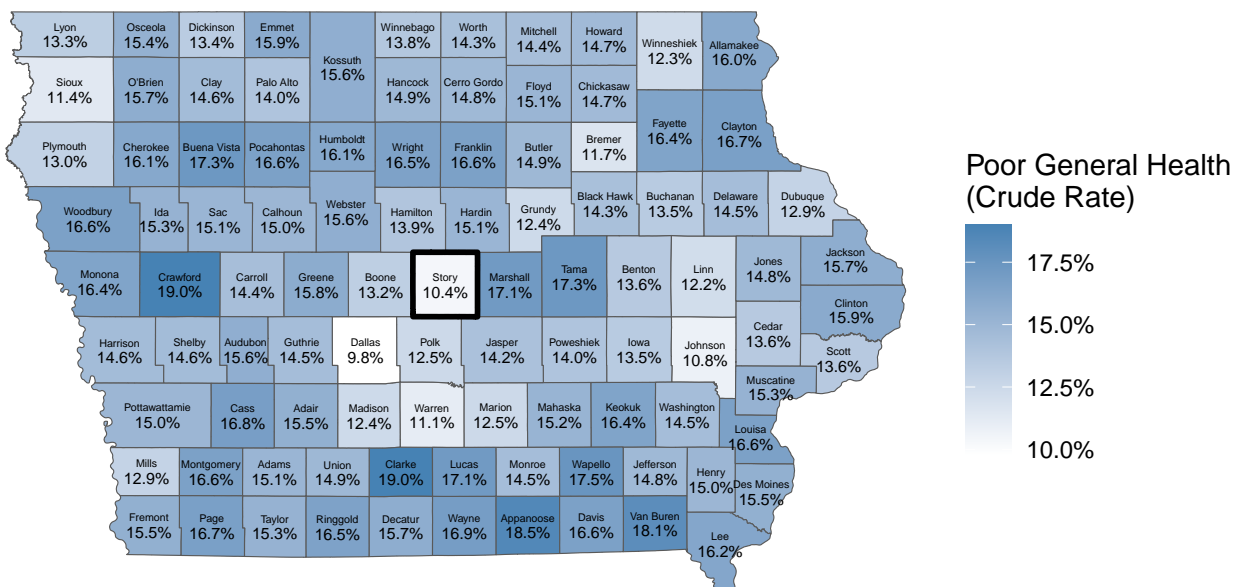 Lyon
13.3%
Osceola
15.4%
Dickinson
13.4%
Emmet
15.9%
Kossuth
15.6%
Winnebago
13.8%
Worth
14.3%
Mitchell
14.4%
Howard
14.7%
Winneshiek
12.3%
Allamakee
16.0%
Sioux
11.4%
O'Brien
15.7%
Clay
14.6%
Palo Alto
14.0%
Hancock
14.9%
Cerro Gordo
14.8%
Floyd
15.1%
Chickasaw
14.7%
Plymouth
13.0%
Cherokee
16.1%
Buena Vista
17.3%
Pocahontas
16.6%
Humboldt
16.1%
Wright
16.5%
Franklin
16.6%
Butler
14.9%
Bremer
11.7%
Fayette
16.4%
Clayton
16.7%
Woodbury
16.6%
Ida
15.3%
Sac
15.1%
Calhoun
15.0%
Webster
15.6%
Hamilton
13.9%
Hardin
15.1%
Grundy
12.4%
Black Hawk
14.3%
Buchanan
13.5%
Delaware
14.5%
Dubuque
12.9%
Monona
16.4%
Crawford
19.0%
Carroll
14.4%
Greene
15.8%
Boone
13.2%
Story
10.4%
Marshall
17.1%
Tama
17.3%
Benton
13.6%
Linn
12.2%
Jones
14.8%
Jackson
15.7%
Clinton
15.9%
Harrison
14.6%
Shelby
14.6%
Audubon
15.6%
Guthrie
14.5%
Dallas
9.8%
Polk
12.5%
Jasper
14.2%
Poweshiek
14.0%
Iowa
13.5%
Johnson
10.8%
Cedar
13.6%
Scott
13.6%
Muscatine
15.3%
Pottawattamie
15.0%
Cass
16.8%
Adair
15.5%
Madison
12.4%
Warren
11.1%
Marion
12.5%
Mahaska
15.2%
Keokuk
16.4%
Washington
14.5%
Louisa
16.6%
Mills
12.9%
Montgomery
16.6%
Adams
15.1%
Union
14.9%
Clarke
19.0%
Lucas
17.1%
Monroe
14.5%
Wapello
17.5%
Jefferson
14.8%
Henry
15.0%
Des Moines
15.5%
Fremont
15.5%
Page
16.7%
Taylor
15.3%
Ringgold
16.5%
Decatur
15.7%
Wayne
16.9%
Appanoose
18.5%
Davis
16.6%
Van Buren
18.1%
Lee
16.2%
Poor General Health
(Crude Rate)
17.5%
15.0%
12.5%
10.0%